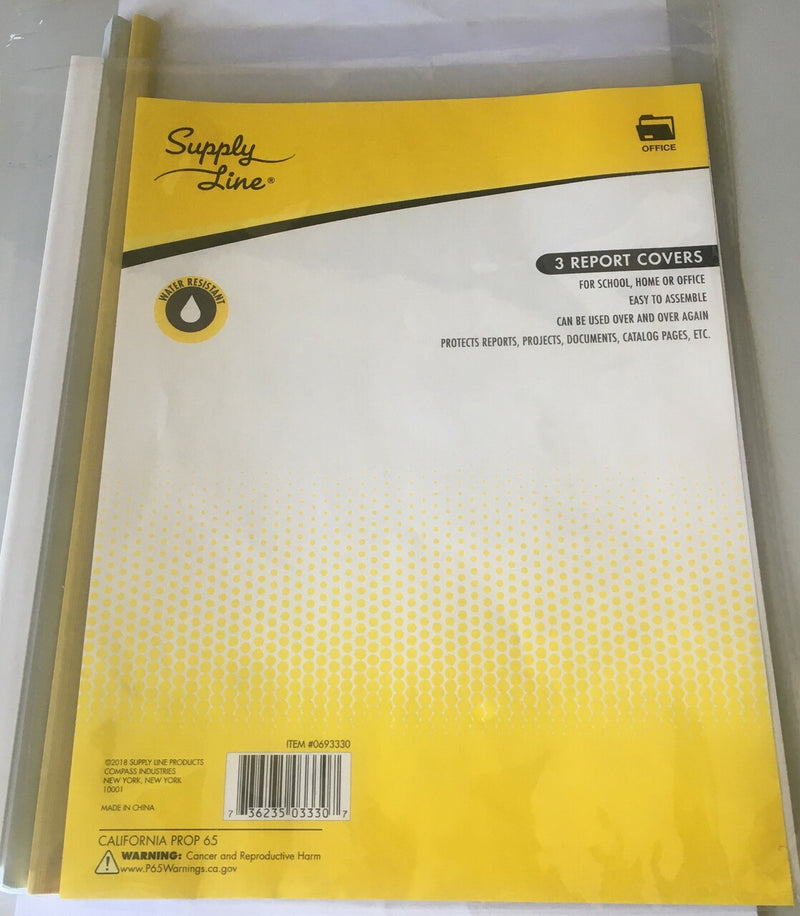 Supply
Line®
OFFICE
WATER RESISTANT
3 REPORT COVERS
FOR SCHOOL, HOME OR OFFICE
EASY TO ASSEMBLE
CAN BE USED OVER AND OVER AGAIN
PROTECTS REPORTS, PROJECTS, DOCUMENTS, CATALOG PAGES, ETC.
ITEM #0693330
©2018 SUPPLY LINE PRODUCTS
COMPASS INDUSTRIES
NEW YORK, NEW YORK
10001
MADE IN CHINA
7 36235 03330 7
CALIFORNIA PROP 65
WARNING: Cancer and Reproductive Harm
www.P65Warnings.ca.gov